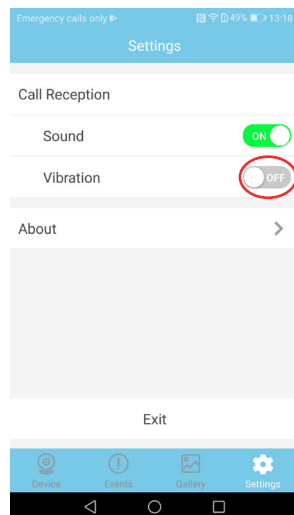 Emergency calls only 49% 13:18
Settings
Call Reception
Sound ON
Vibration OFF
About
Exit
Device Events Gallery Settings